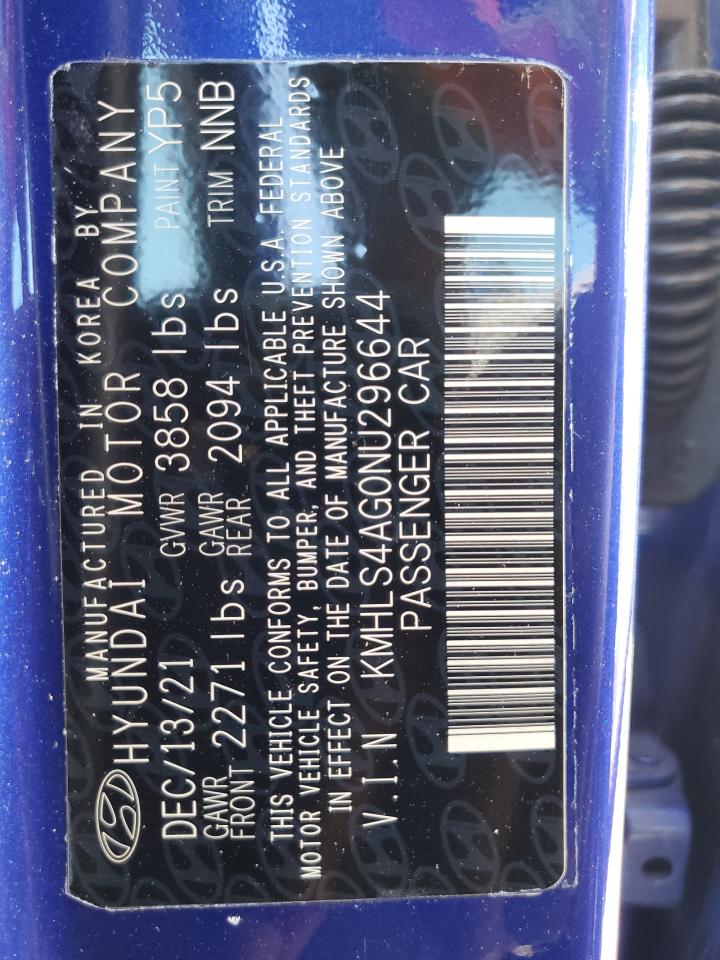 MANUFACTURED IN KOREA BY
HYUNDAI MOTOR COMPANY
DEC/13/21 GVWR 3858 lbs PAINT YP5
GAWR FRONT 2271 lbs GAWR REAR 2094 lbs TRIM NNB
THIS VEHICLE CONFORMS TO ALL APPLICABLE U.S.A. FEDERAL
MOTOR VEHICLE SAFETY, BUMPER, AND THEFT PREVENTION STANDARDS
IN EFFECT ON THE DATE OF MANUFACTURE SHOWN ABOVE
V.I.N KMHLS4AG0NU296644
PASSENGER CAR